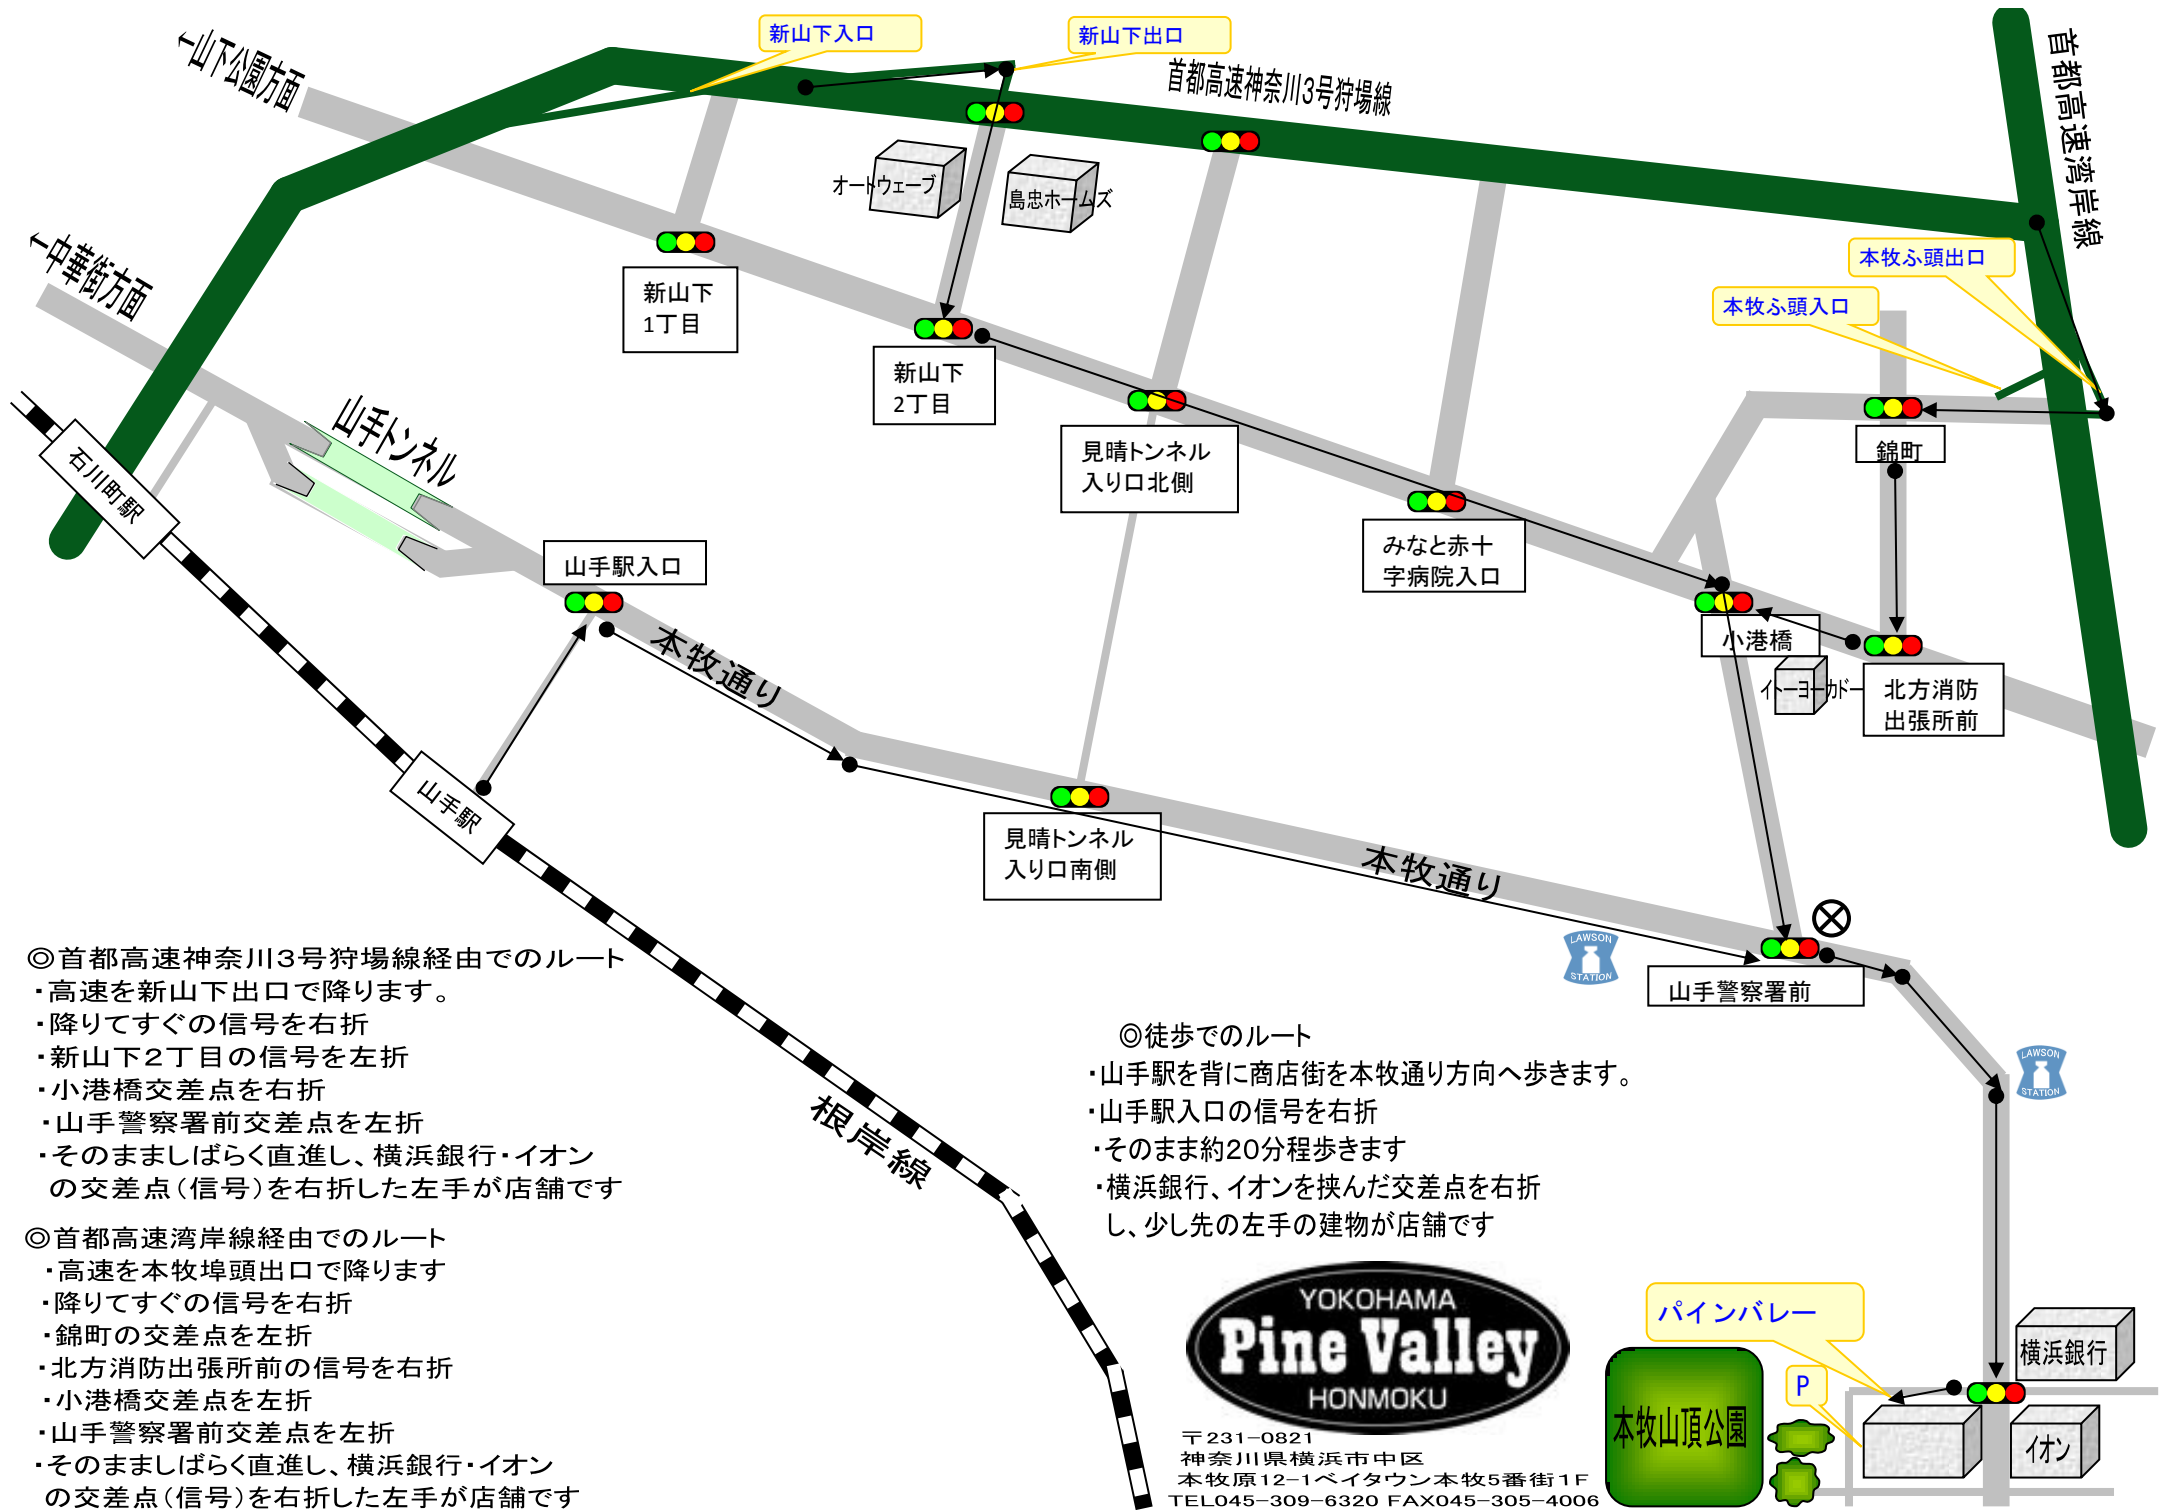 ←山下公園方面
新山下入口
新山下出口
首都高速神奈川3号狩場線
首都高速湾岸線
←中華街方面
オートウェーブ
島忠ホームズ
本牧ふ頭出口
本牧ふ頭入口
新山下
1丁目
新山下
2丁目
山手トンネル
見晴トンネル
入り口北側
錦町
石川町駅
みなと赤十
字病院入口
山手駅入口
小港橋
本牧通り
イトーヨーカドー
北方消防
出張所前
山手駅
見晴トンネル
入り口南側
本牧通り
LAWSON
STATION
山手警察署前
LAWSON
STATION
根岸線
◎首都高速神奈川3号狩場線経由でのルート
・高速を新山下出口で降ります。
・降りてすぐの信号を右折
・新山下2丁目の信号を左折
・小港橋交差点を右折
・山手警察署前交差点を左折
・そのまましばらく直進し、横浜銀行・イオン
の交差点(信号)を右折した左手が店舗です
◎首都高速湾岸線経由でのルート
・高速を本牧埠頭出口で降ります
・降りてすぐの信号を右折
・錦町の交差点を左折
・北方消防出張所前の信号を右折
・小港橋交差点を左折
・山手警察署前交差点を左折
・そのまましばらく直進し、横浜銀行・イオン
の交差点(信号)を右折した左手が店舗です
◎徒歩でのルート
・山手駅を背に商店街を本牧通り方向へ歩きます。
・山手駅入口の信号を右折
・そのまま約20分程歩きます
・横浜銀行、イオンを挟んだ交差点を右折
し、少し先の左手の建物が店舗です
YOKOHAMA
Pine Valley
HONMOKU
〒231-0821
神奈川県横浜市中区
本牧原12-1ベイタウン本牧5番街1F
TEL045-309-6320 FAX045-305-4006
パインバレー
P
本牧山頂公園
横浜銀行
イオン